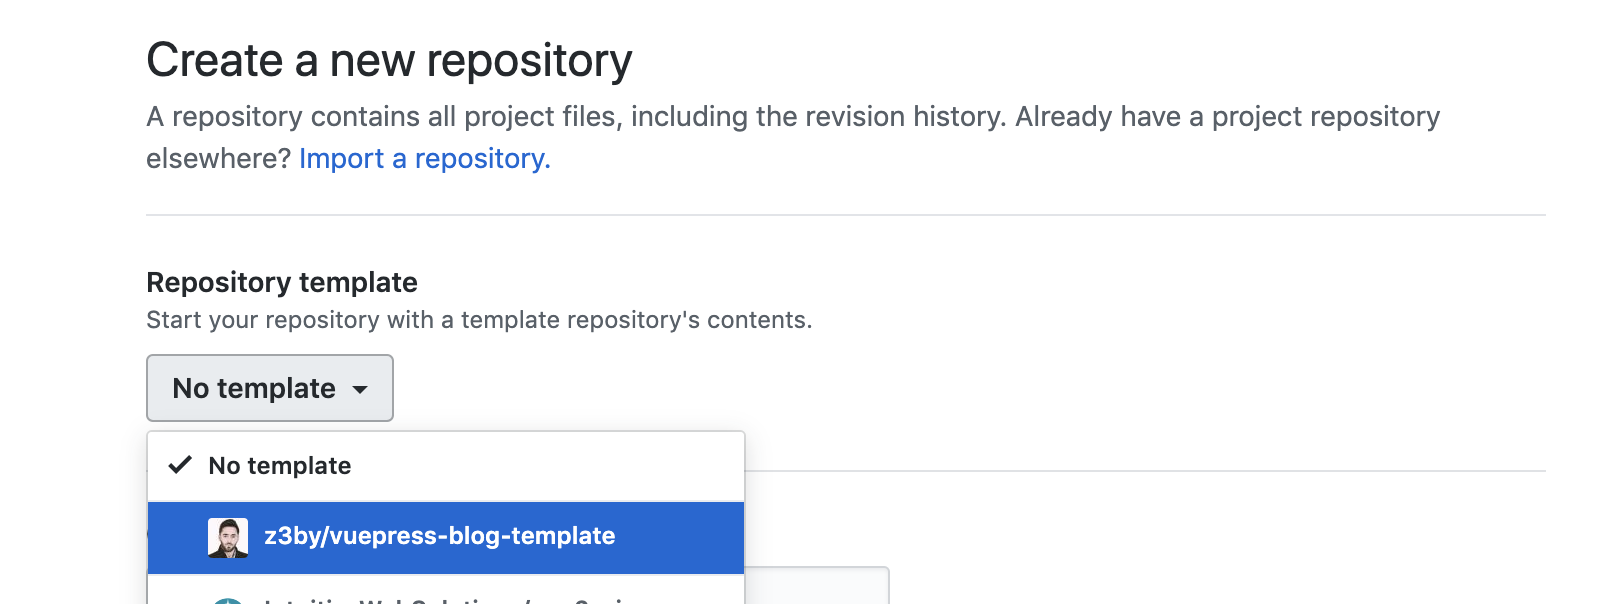 Create a new repository
A repository contains all project files, including the revision history. Already have a project repository
elsewhere? Import a repository.
Repository template
Start your repository with a template repository's contents.
No template
No template
z3by/vuepress-blog-template